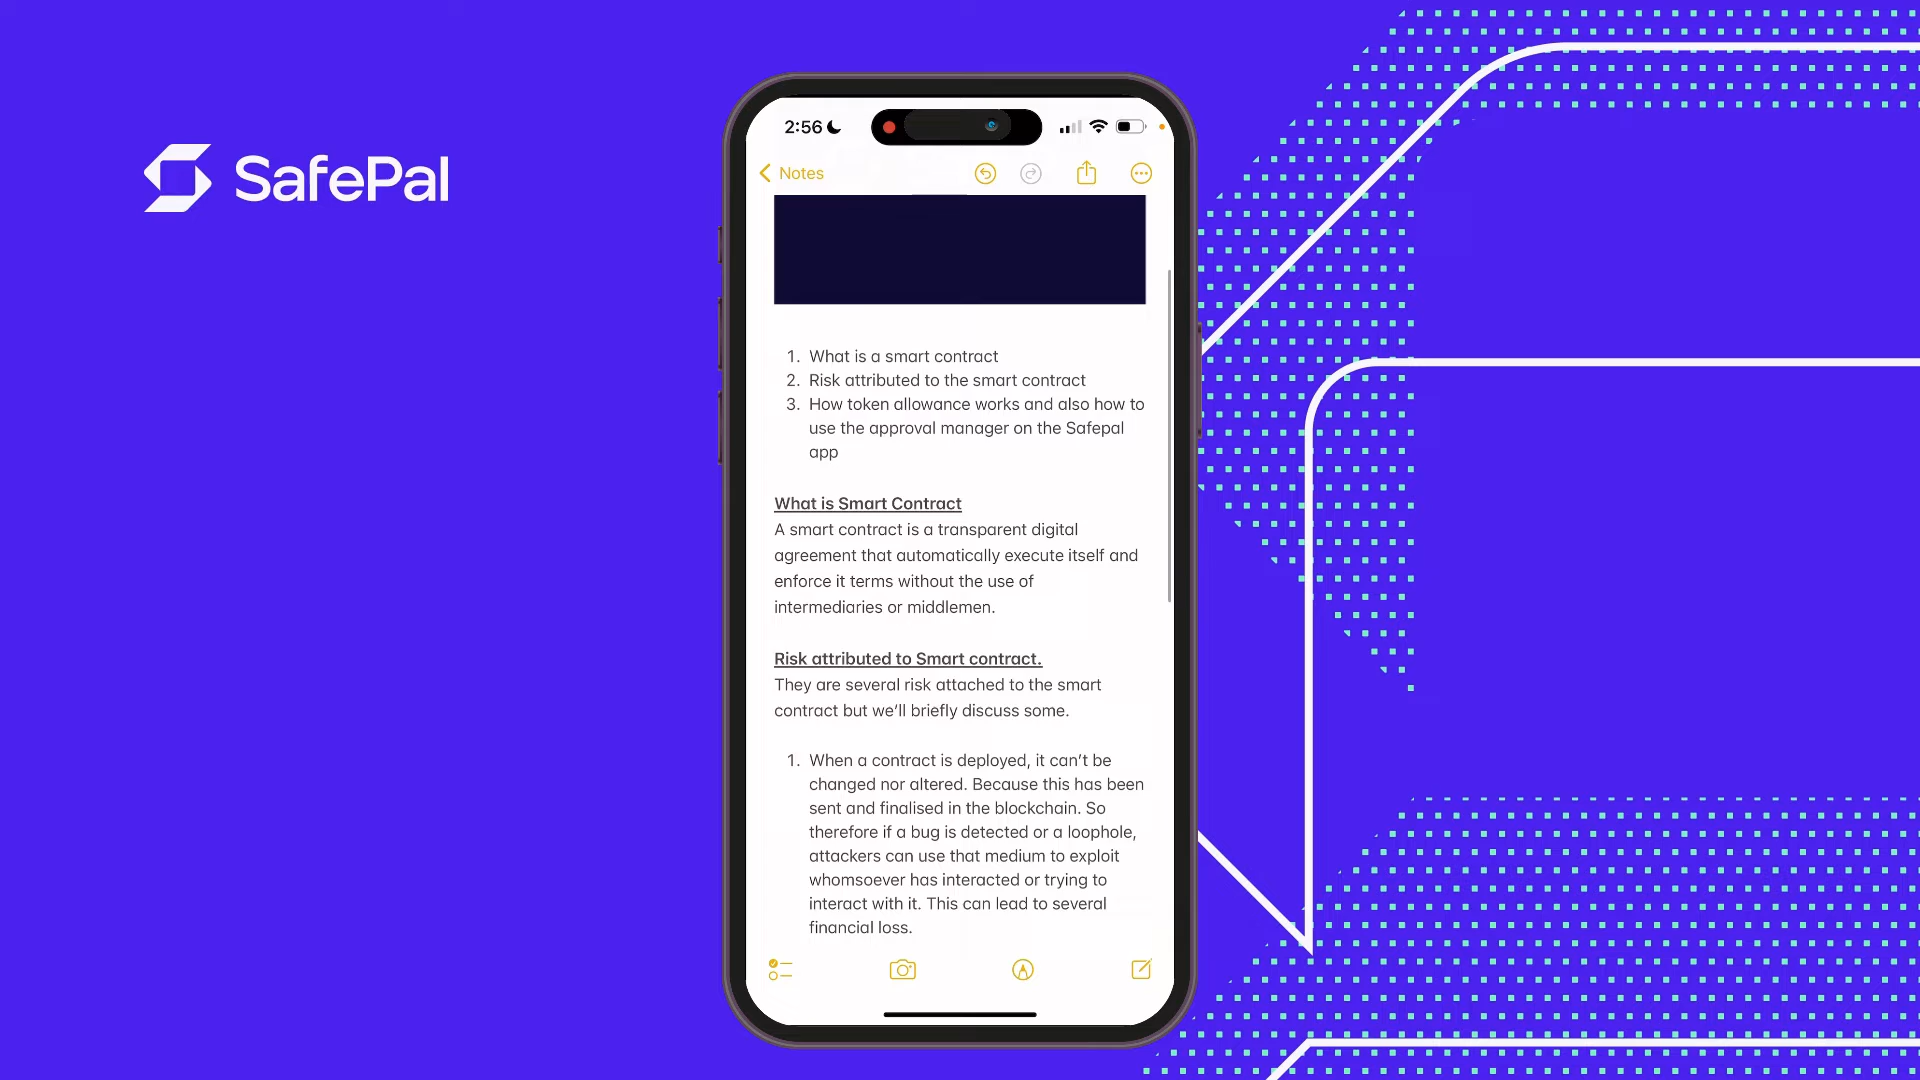 SafePal
2:56
Notes
1. What is a smart contract
2. Risk attributed to the smart contract
3. How token allowance works and also how to
use the approval manager on the Safepal
app
What is Smart Contract
A smart contract is a transparent digital
agreement that automatically execute itself and
enforce it terms without the use of
intermediaries or middlemen.
Risk attributed to Smart contract.
They are several risk attached to the smart
contract but we’ll briefly discuss some.
1. When a contract is deployed, it can’t be
changed nor altered. Because this has been
sent and finalised in the blockchain. So
therefore if a bug is detected or a loophole,
attackers can use that medium to exploit
whomsoever has interacted or trying to
interact with it. This can lead to several
financial loss.